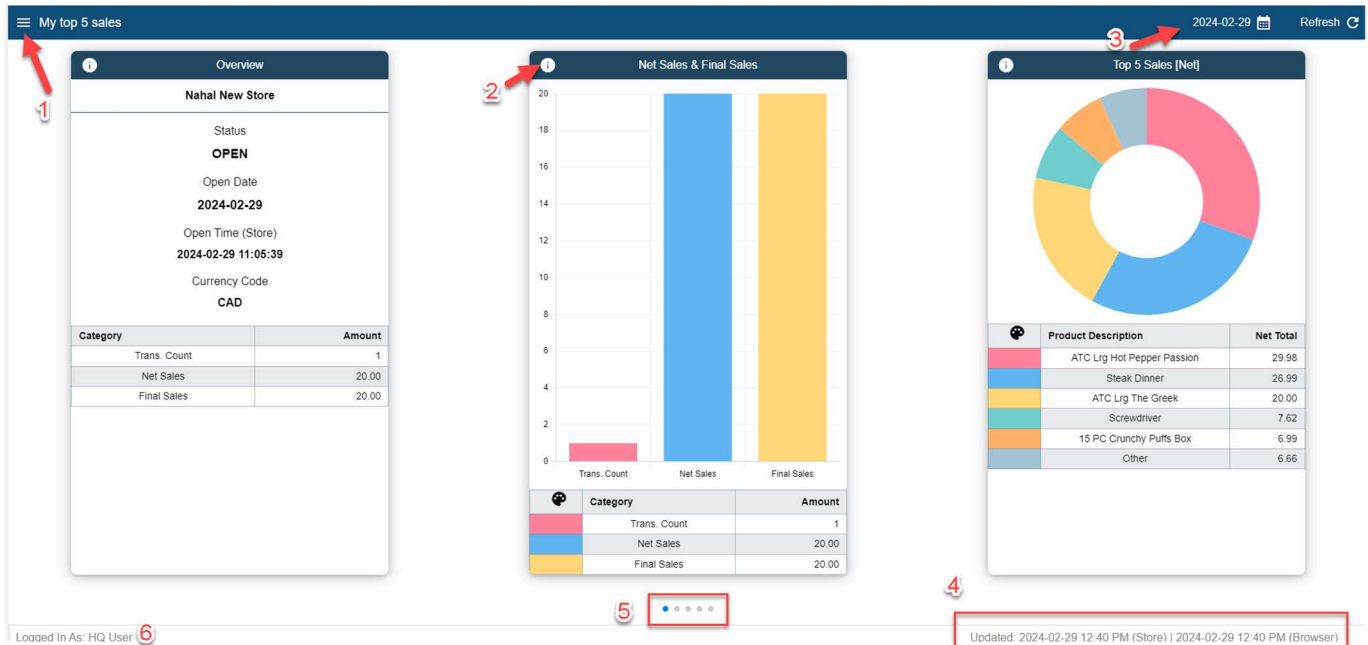 My top 5 sales
2024-02-29
Refresh
1
2
3
Overview
Nahal New Store
Status
OPEN
Open Date
2024-02-29
Open Time (Store)
2024-02-29 11:05:39
Currency Code
CAD
Category Amount
Trans. Count 1
Net Sales 20.00
Final Sales 20.00
Net Sales & Final Sales
20
18
16
14
12
10
8
6
4
2
0
Trans. Count Net Sales Final Sales
Category Amount
Trans. Count 1
Net Sales 20.00
Final Sales 20.00
Top 5 Sales [Net]
Product Description Net Total
ATC Lrg Hot Pepper Passion 29.98
Steak Dinner 26.99
ATC Lrg The Greek 20.00
Screwdriver 7.62
15 PC Crunchy Puffs Box 6.99
Other 6.66
4
5
Logged In As: HQ User 6
Updated: 2024-02-29 12:40 PM (Store) | 2024-02-29 12:40 PM (Browser)